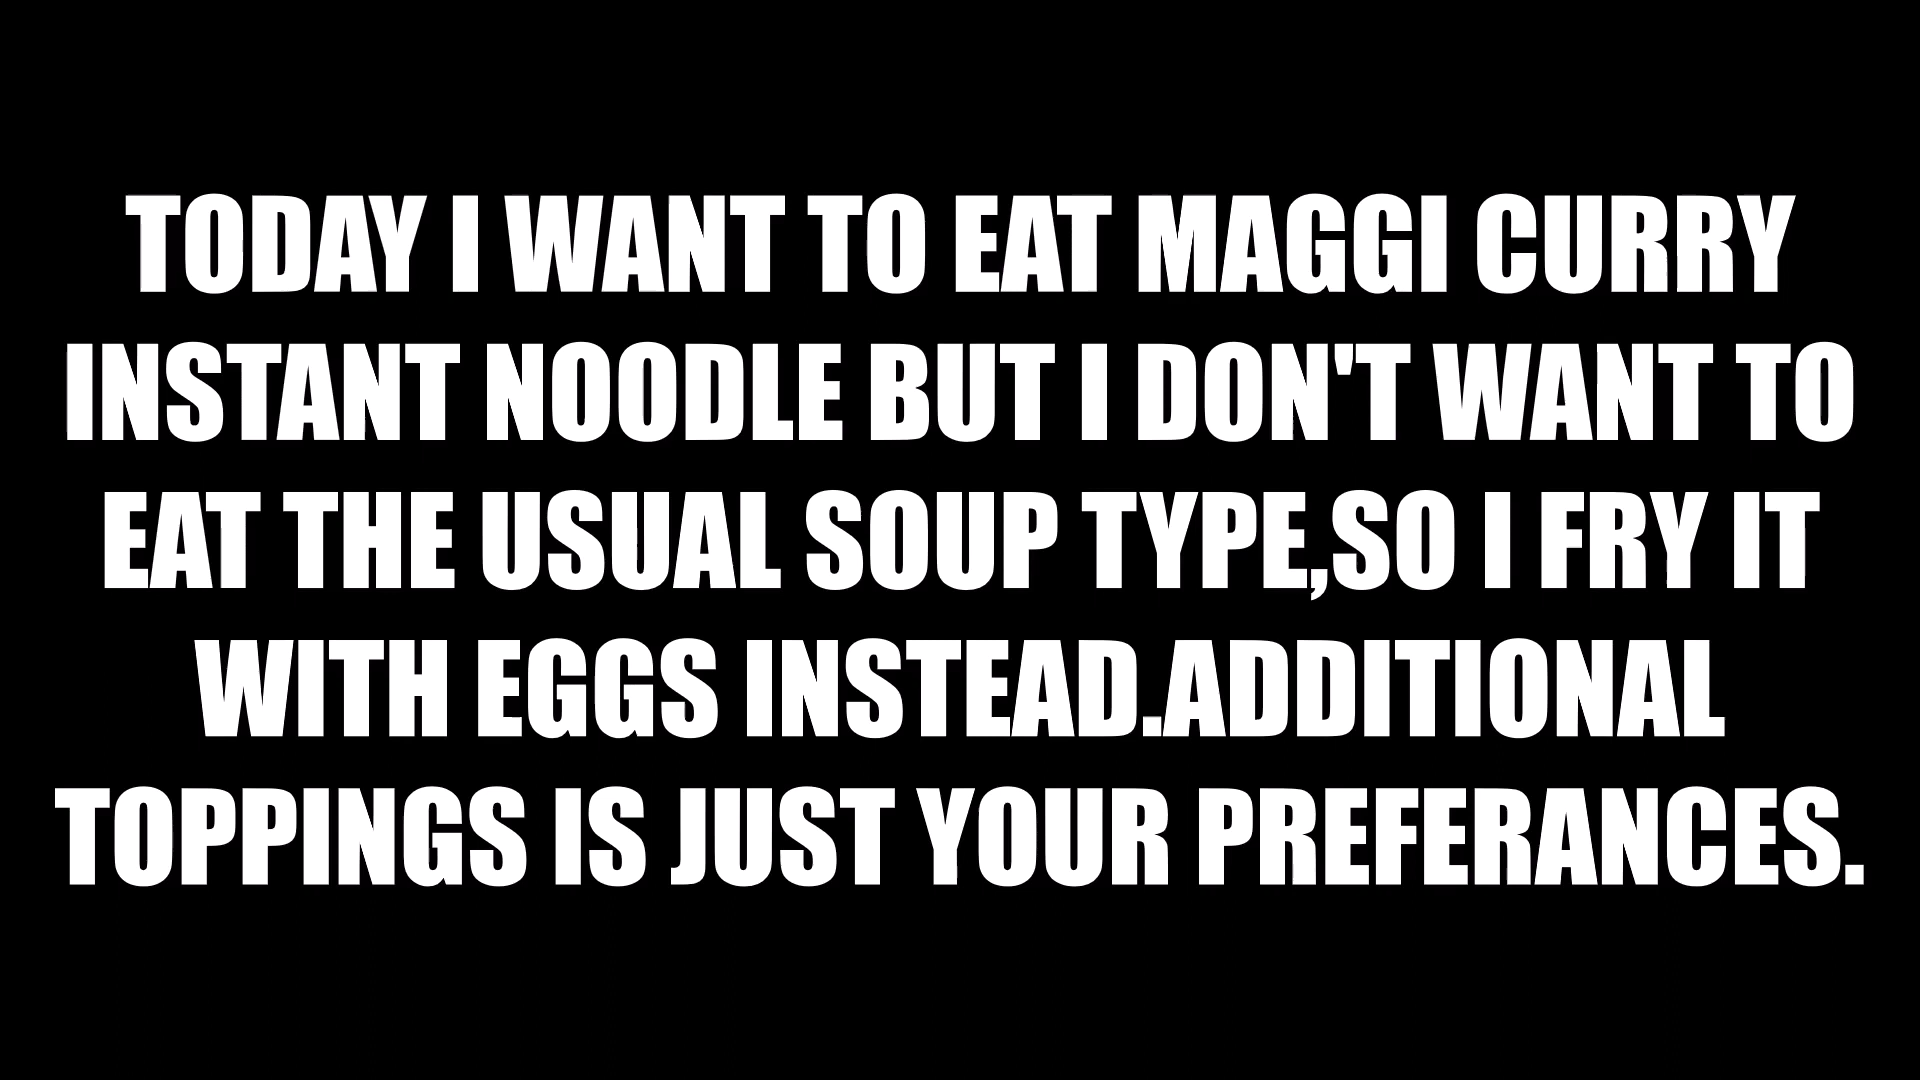 TODAY I WANT TO EAT MAGGI CURRY
INSTANT NOODLE BUT I DON'T WANT TO
EAT THE USUAL SOUP TYPE,SO I FRY IT
WITH EGGS INSTEAD.ADDITIONAL
TOPPINGS IS JUST YOUR PREFERANCES.